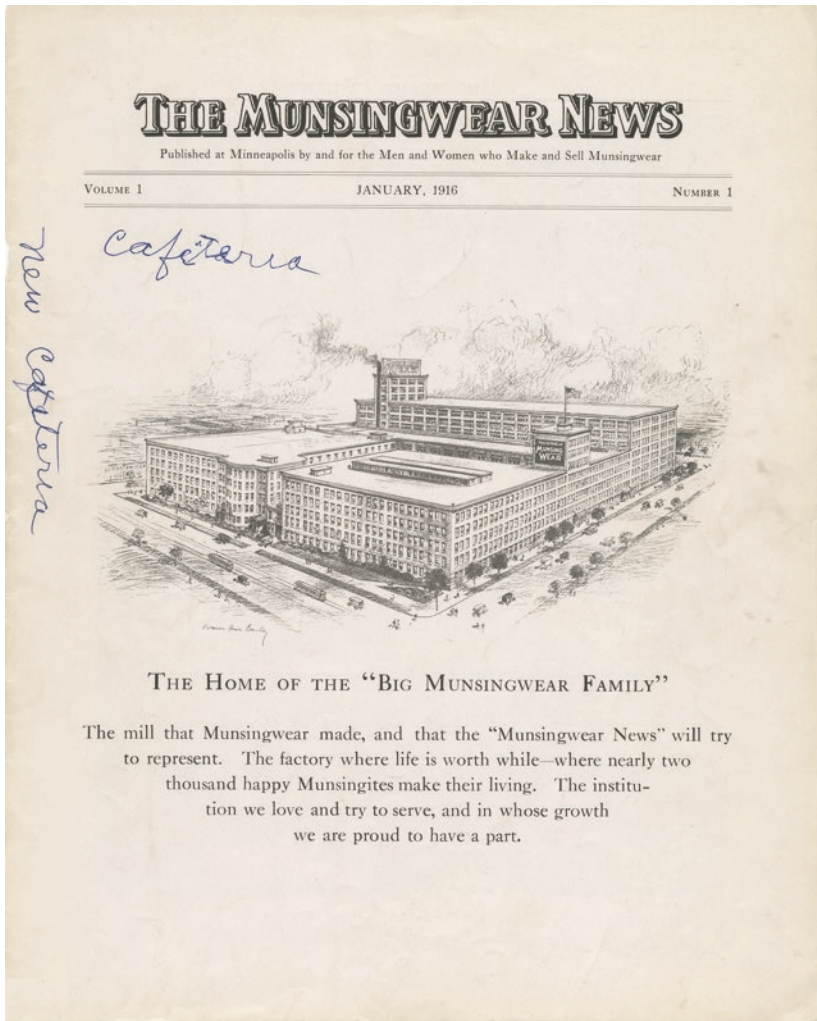 THE MUNSINGWEAR NEWS
Published at Minneapolis by and for the Men and Women who Make and Sell Munsingwear
VOLUME 1 JANUARY, 1916 NUMBER 1
Cafeteria
New Cafeteria
MUNSING
WEAR
THE HOME OF THE “BIG MUNSINGWEAR FAMILY”
The mill that Munsingwear made, and that the “Munsingwear News” will try
to represent. The factory where life is worth while—where nearly two
thousand happy Munsingites make their living. The institu-
tion we love and try to serve, and in whose growth
we are proud to have a part.